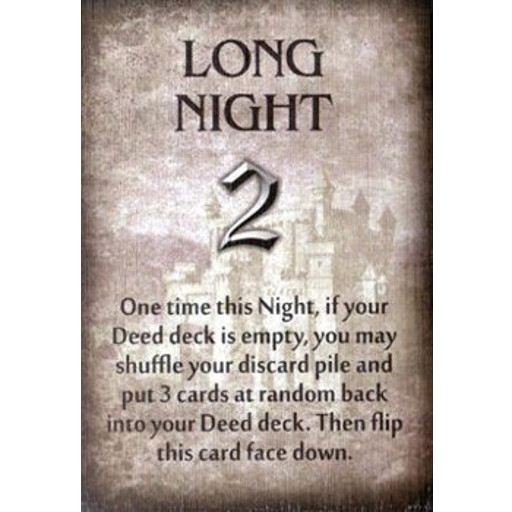 LONG
NIGHT
2
One time this Night, if your
Deed deck is empty, you may
shuffle your discard pile and
put 3 cards at random back
into your Deed deck. Then flip
this card face down.